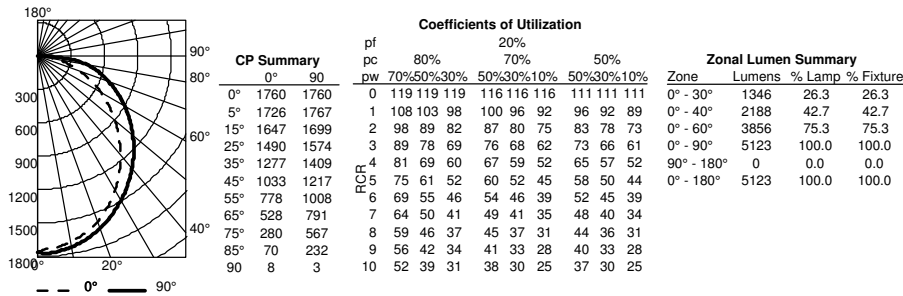 180°
90°
80°
60°
40°
300
600
900
1200
1500
1800
0°
20°
0°
90°
CP Summary
0° 90
0° 1760 1760
5° 1726 1767
15° 1647 1699
25° 1490 1574
35° 1277 1409
45° 1033 1217
55° 778 1008
65° 528 791
75° 280 567
85° 70 232
90 8 3
Coefficients of Utilization
pf 20%
pc 80% 70% 50%
pw 70%50%30% 50%30%10% 50%30%10%
RCR
0 119 119 119 116 116 116 111 111 111
1 108 103 98 100 96 92 96 92 89
2 98 89 82 87 80 75 83 78 73
3 89 78 69 76 68 62 73 66 61
4 81 69 60 67 59 52 65 57 52
5 75 61 52 60 52 45 58 50 44
6 69 55 46 54 46 39 52 45 39
7 64 50 41 49 41 35 48 40 34
8 59 46 37 45 37 31 44 36 31
9 56 42 34 41 33 28 40 33 28
10 52 39 31 38 30 25 37 30 25
Zonal Lumen Summary
Zone Lumens % Lamp % Fixture
0° - 30° 1346 26.3 26.3
0° - 40° 2188 42.7 42.7
0° - 60° 3856 75.3 75.3
0° - 90° 5123 100.0 100.0
90° - 180° 0 0.0 0.0
0° - 180° 5123 100.0 100.0